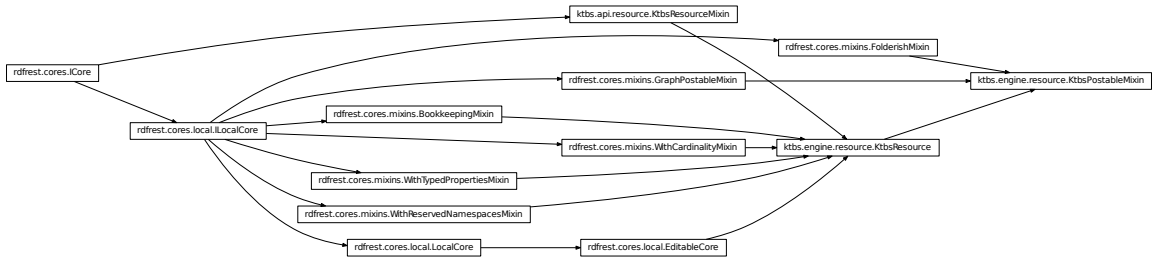 ktbs.api.resource.KtbsResourceMixin
rdfrest.cores.mixins.FolderishMixin
rdfrest.cores.ICore
rdfrest.cores.mixins.GraphPostableMixin
ktbs.engine.resource.KtbsPostableMixin
rdfrest.cores.mixins.BookkeepingMixin
rdfrest.cores.local.ILocalCore
rdfrest.cores.mixins.WithCardinalityMixin
ktbs.engine.resource.KtbsResource
rdfrest.cores.mixins.WithTypedPropertiesMixin
rdfrest.cores.mixins.WithReservedNamespacesMixin
rdfrest.cores.local.LocalCore
rdfrest.cores.local.EditableCore